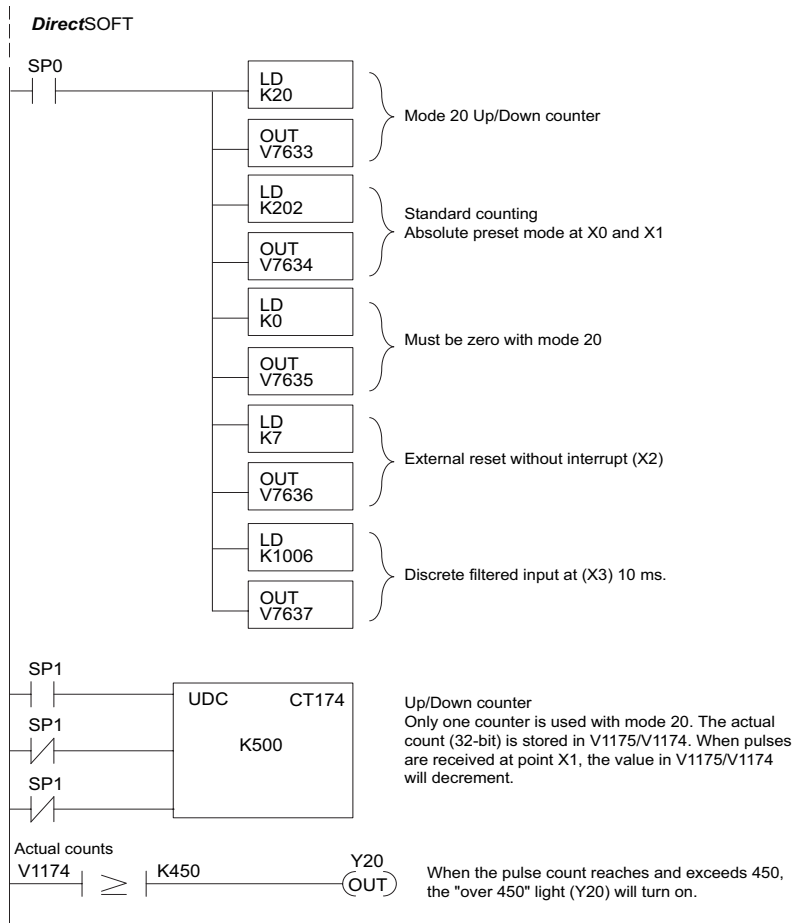 DirectSOFT
SP0
LD
K20
OUT
V7633
Mode 20 Up/Down counter
LD
K202
OUT
V7634
Standard counting
Absolute preset mode at X0 and X1
LD
K0
OUT
V7635
Must be zero with mode 20
LD
K7
OUT
V7636
External reset without interrupt (X2)
LD
K1006
OUT
V7637
Discrete filtered input at (X3) 10 ms.
SP1
UDC CT174
SP1
K500
SP1
Up/Down counter
Only one counter is used with mode 20. The actual
count (32-bit) is stored in V1175/V1174. When pulses
are received at point X1, the value in V1175/V1174
will decrement.
Actual counts
V1174 ≥ K450
Y20
OUT
When the pulse count reaches and exceeds 450,
the "over 450" light (Y20) will turn on.